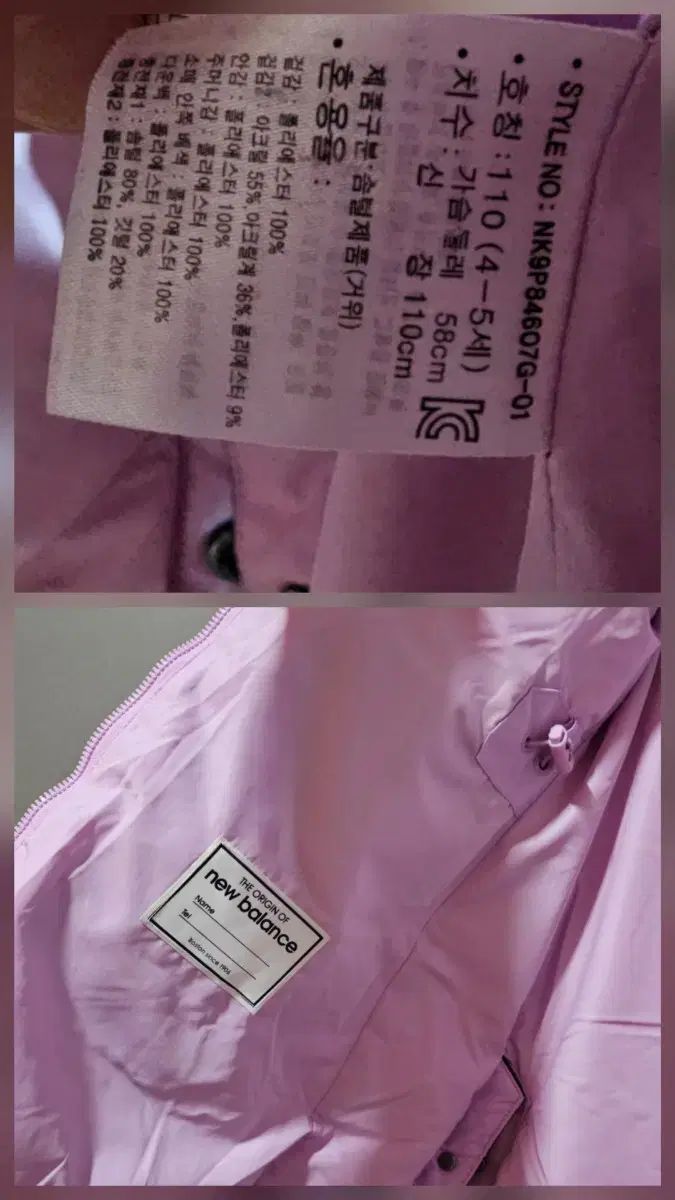 • STYLE NO : NK9P84607G-01
• 호칭 : 110 (4-5세)
• 치수 : 가슴둘레 58cm
신 장 110cm
제품구분 솜털제품(거위)
• 혼용율 :
겉감 : 폴리에스터 100%
겉감2 : 아크릴 55% 아크릴계 36%,폴리에스터 9%
안감 : 폴리에스터 100%
주머니감 : 폴리에스터 100%
소매 안쪽 배색 : 폴리에스터 100%
다운백 폴리에스터 100%
충전재1 : 솜털 80% 깃털 20%
충전재2 : 폴리에스터 100%
THE ORIGIN OF
new balance
Name
Tel
Boston since 1906